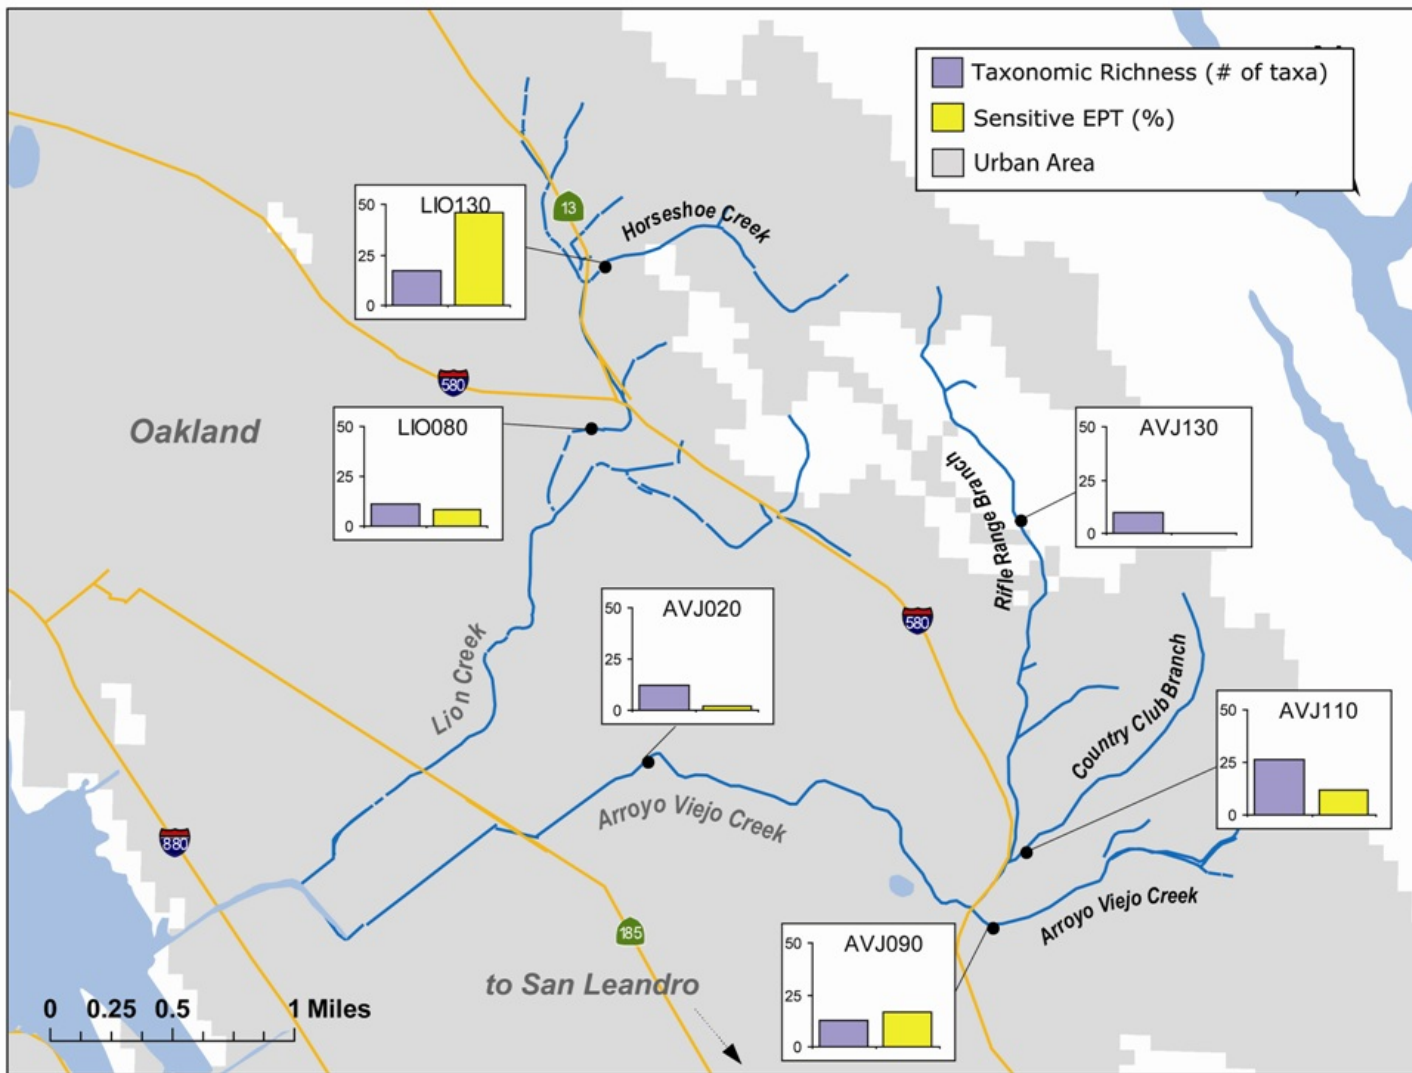 Taxonomic Richness (# of taxa)
Sensitive EPT (%)
Urban Area
LIO130
50
25
0
13
Horseshoe Creek
580
Oakland
LIO080
50
25
0
AVJ130
50
25
0
Rifle Range Branch
580
AVJ020
50
25
0
Lion Creek
Country Club Branch
AVJ110
50
25
0
Arroyo Viejo Creek
880
Arroyo Viejo Creek
185
AVJ090
50
25
0
to San Leandro
0 0.25 0.5 1 Miles